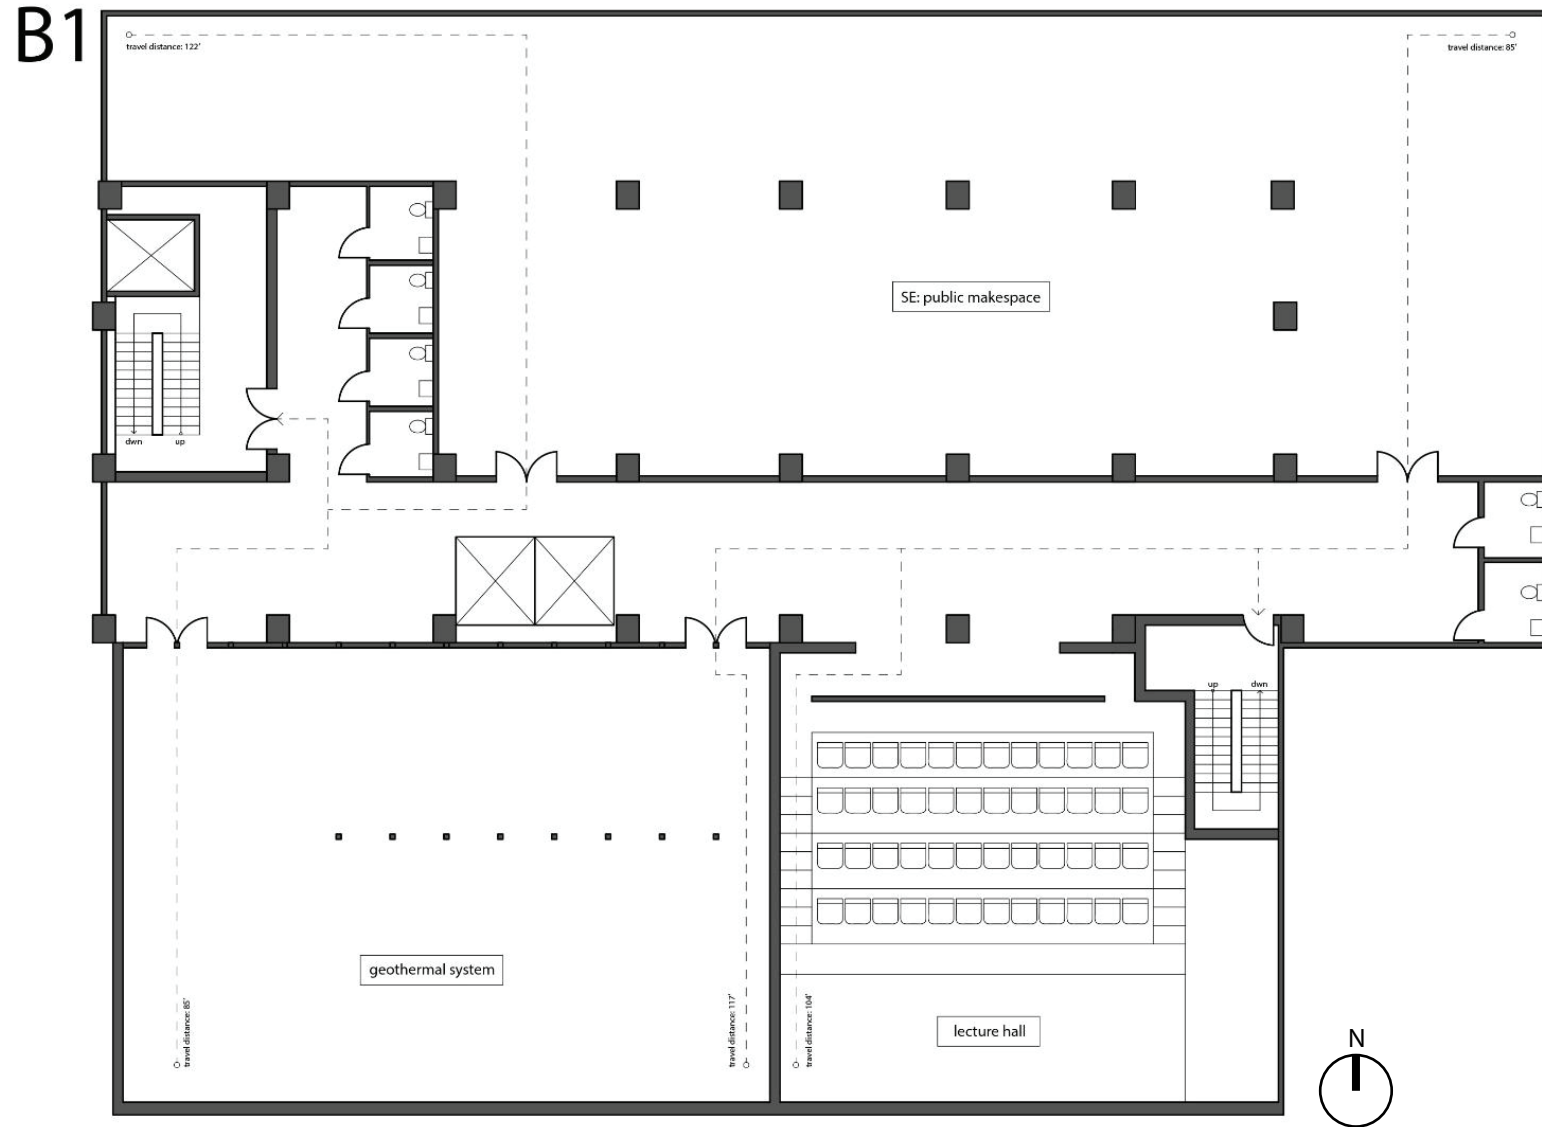 B1
travel distance: 122'
travel distance: 85'
SE: public makespace
dwn
up
up
dwn
geothermal system
travel distance: 85'
travel distance: 117'
travel distance: 104'
lecture hall
N